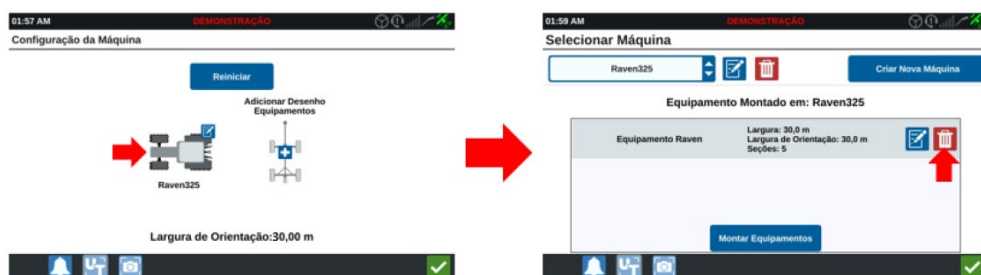 01:57 AM
DEMONSTRAÇÃO
Configuração da Máquina
Reiniciar
Adicionar Desenho
Equipamentos
Raven325
Largura de Orientação:30,00 m
UT
01:59 AM
DEMONSTRAÇÃO
Selecionar Máquina
Raven325
Criar Nova Máquina
Equipamento Montado em: Raven325
Equipamento Raven
Largura: 30,0 m
Largura de Orientação: 30,0 m
Seções: 5
Montar Equipamentos
UT